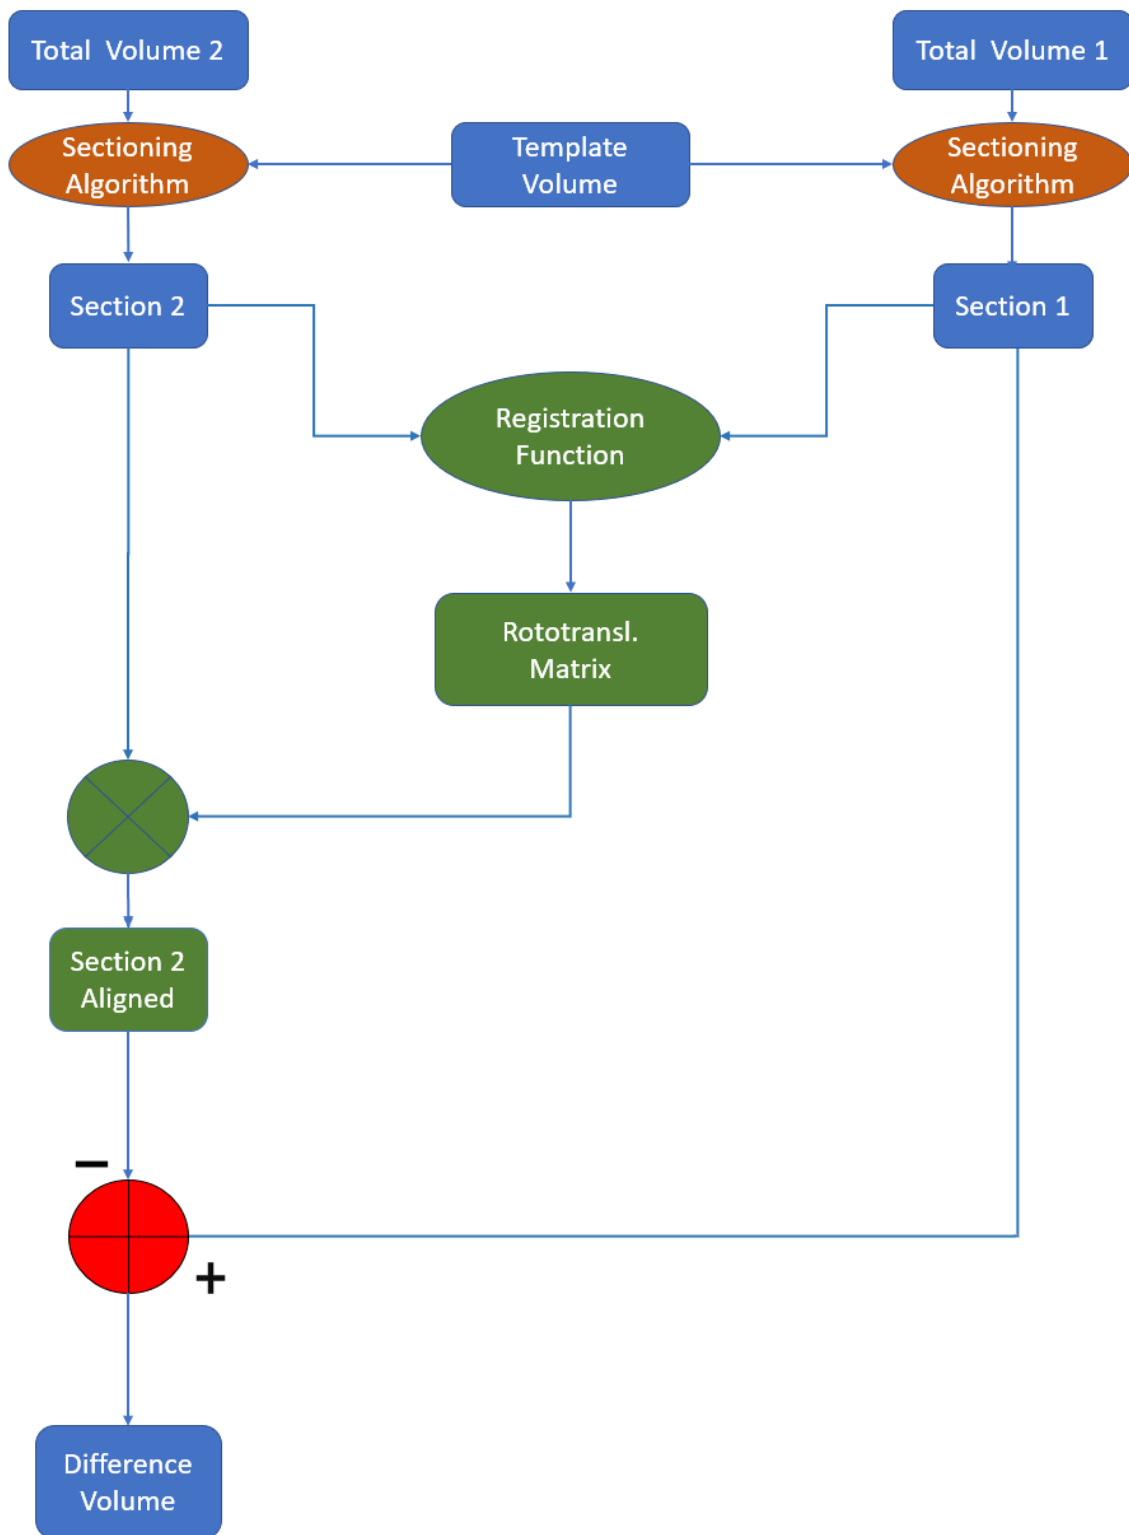 Total  Volume 2
Total  Volume 1
Sectioning
Algorithm
Template
Volume
Sectioning
Algorithm
Section 2
Section 1
Registration
Function
Rototransl.
Matrix
Section 2
Aligned
−
+
Difference
Volume